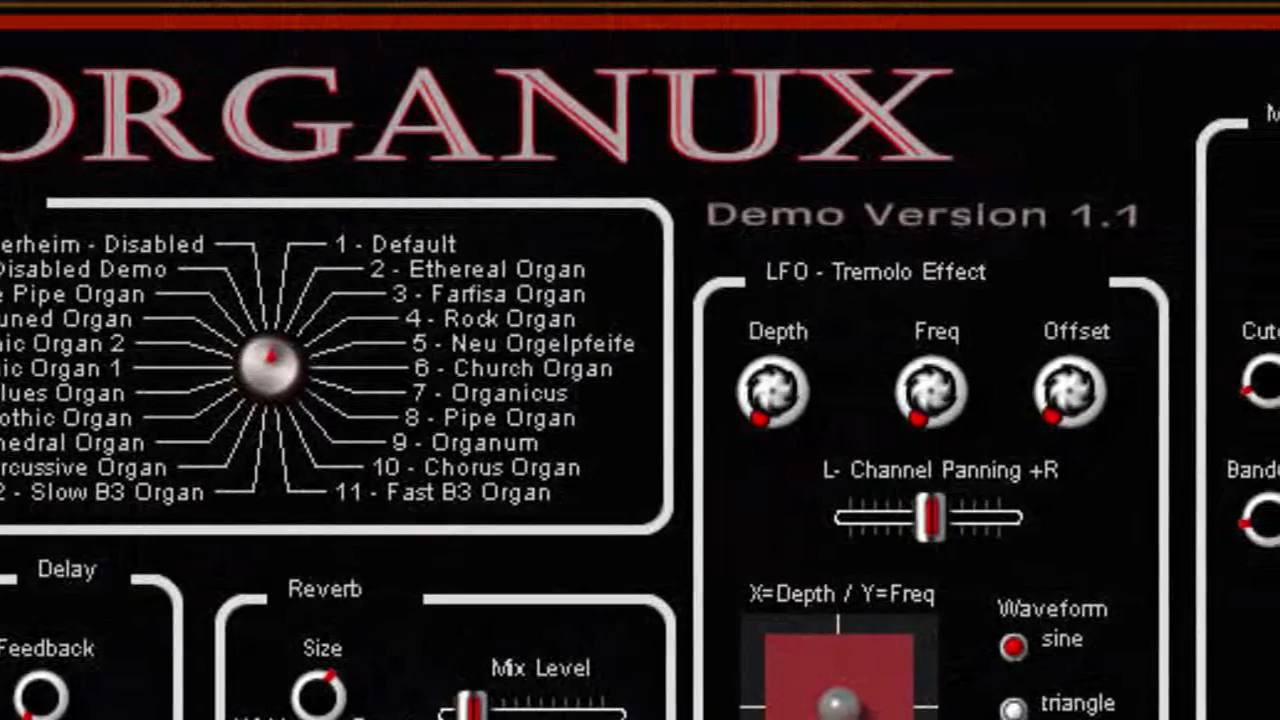 ORGANUX
Demo Version 1.1
- Disabled
Disabled Demo
Pipe Organ
Organ
Organ 2
Organ 1
Organ
Organ
Organ
Organ
- Slow B3 Organ
1 - Default
2 - Ethereal Organ
3 - Farfisa Organ
4 - Rock Organ
5 - Neu Orgelpfeife
6 - Church Organ
7 - Organicus
8 - Pipe Organ
9 - Organum
10 - Chorus Organ
11 - Fast B3 Organ
LFO - Tremolo Effect
Depth Freq Offset
L- Channel Panning +R
X=Depth / Y=Freq
Waveform
sine
triangle
Delay
Feedback
Reverb
Size
Mix Level